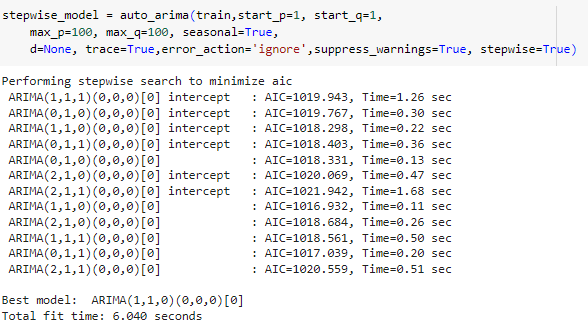 stepwise_model = auto_arima(train,start_p=1, start_q=1,
max_p=100, max_q=100, seasonal=True,
d=None, trace=True,error_action='ignore',suppress_warnings=True, stepwise=True)
Performing stepwise search to minimize aic
ARIMA(1,1,1)(0,0,0)[0] intercept   : AIC=1019.943, Time=1.26 sec
ARIMA(0,1,0)(0,0,0)[0] intercept   : AIC=1019.767, Time=0.30 sec
ARIMA(1,1,0)(0,0,0)[0] intercept   : AIC=1018.298, Time=0.22 sec
ARIMA(0,1,1)(0,0,0)[0] intercept   : AIC=1018.403, Time=0.36 sec
ARIMA(0,1,0)(0,0,0)[0]             : AIC=1018.331, Time=0.13 sec
ARIMA(2,1,0)(0,0,0)[0] intercept   : AIC=1020.069, Time=0.47 sec
ARIMA(2,1,1)(0,0,0)[0] intercept   : AIC=1021.942, Time=1.68 sec
ARIMA(1,1,0)(0,0,0)[0]             : AIC=1016.932, Time=0.11 sec
ARIMA(2,1,0)(0,0,0)[0]             : AIC=1018.684, Time=0.26 sec
ARIMA(1,1,1)(0,0,0)[0]             : AIC=1018.561, Time=0.50 sec
ARIMA(0,1,1)(0,0,0)[0]             : AIC=1017.039, Time=0.20 sec
ARIMA(2,1,1)(0,0,0)[0]             : AIC=1020.559, Time=0.51 sec
Best model:  ARIMA(1,1,0)(0,0,0)[0]
Total fit time: 6.040 seconds